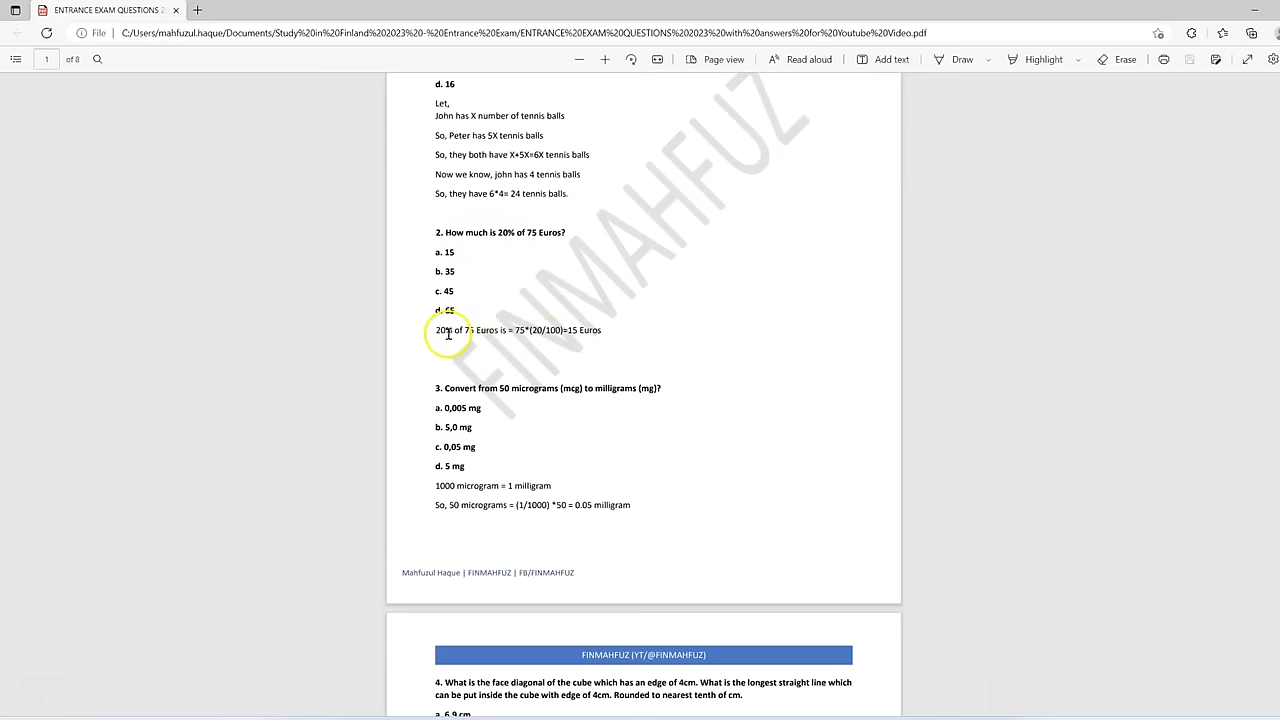 ENTRANCE EXAM QUESTIONS 2
File
C:/Users/mahfuzul.haque/Documents/Study%20in%20Finland%202023%20-%20Entrance%20Exam/ENTRANCE%20EXAM%20QUESTIONS%202023%20with%20answers%20for%20Youtube%20Video.pdf
1 of 8
Page view
Read aloud
Add text
Draw
Highlight
Erase
d. 16
Let,
John has X number of tennis balls
So, Peter has 5X tennis balls
So, they both have X+5X=6X tennis balls
Now we know, john has 4 tennis balls
So, they have 6*4= 24 tennis balls.
2. How much is 20% of 75 Euros?
a. 15
b. 35
c. 45
d. 65
20% of 75 Euros is = 75*(20/100)=15 Euros
FINMAHFUZ
3. Convert from 50 micrograms (mcg) to milligrams (mg)?
a. 0,005 mg
b. 5,0 mg
c. 0,05 mg
d. 5 mg
1000 microgram = 1 milligram
So, 50 micrograms = (1/1000) *50 = 0.05 milligram
Mahfuzul Haque | FINMAHFUZ | FB/FINMAHFUZ
FINMAHFUZ (YT/@FINMAHFUZ)
4. What is the face diagonal of the cube which has an edge of 4cm. What is the longest straight line which
can be put inside the cube with edge of 4cm. Rounded to nearest tenth of cm.
a. 6,9 cm